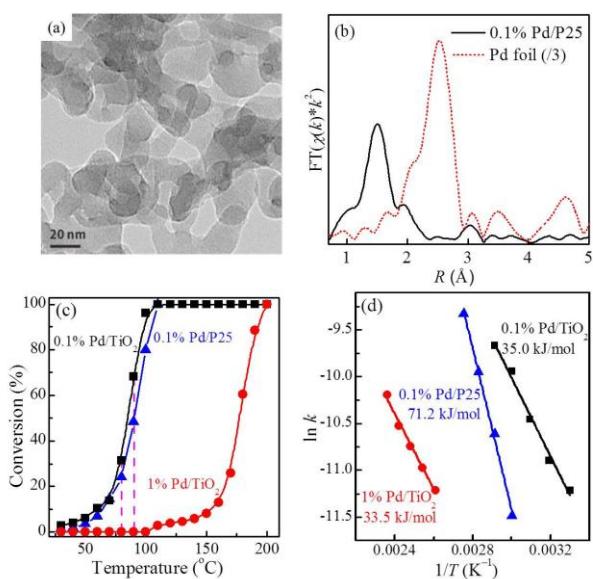 (a)
20 nm
(b)
0.1% Pd/P25
Pd foil (/3)
FT(χ(k)*k²)
1 2 3 4 5
R (Å)
(c)
100
80
60
40
20
0
0.1% Pd/TiO₂
0.1% Pd/P25
1% Pd/TiO₂
Conversion (%)
50 100 150 200
Temperature (°C)
(d)
-9.5
-10.0
-10.5
-11.0
-11.5
0.1% Pd/TiO₂
35.0 kJ/mol
0.1% Pd/P25
71.2 kJ/mol
1% Pd/TiO₂
33.5 kJ/mol
ln k
0.0024 0.0028 0.0032
1/T (K⁻¹)